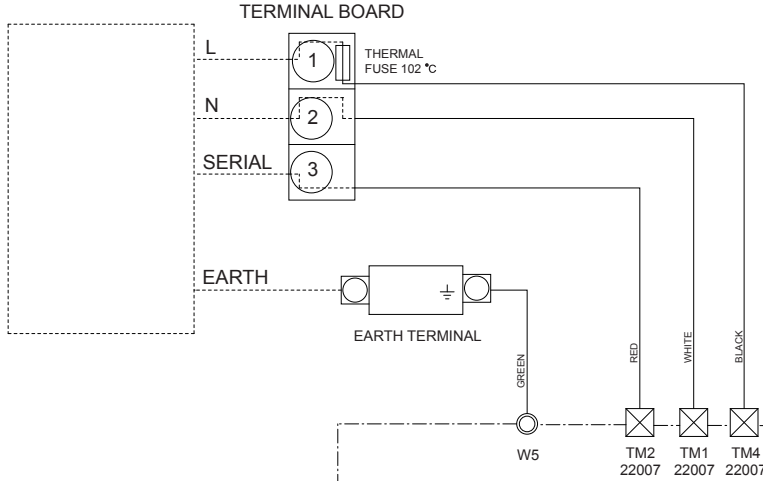 TERMINAL BOARD
L
1
THERMAL
FUSE 102 °C
N
2
SERIAL
3
EARTH
EARTH TERMINAL
GREEN
RED
WHITE
BLACK
W5
TM2
22007
TM1
22007
TM4
22007